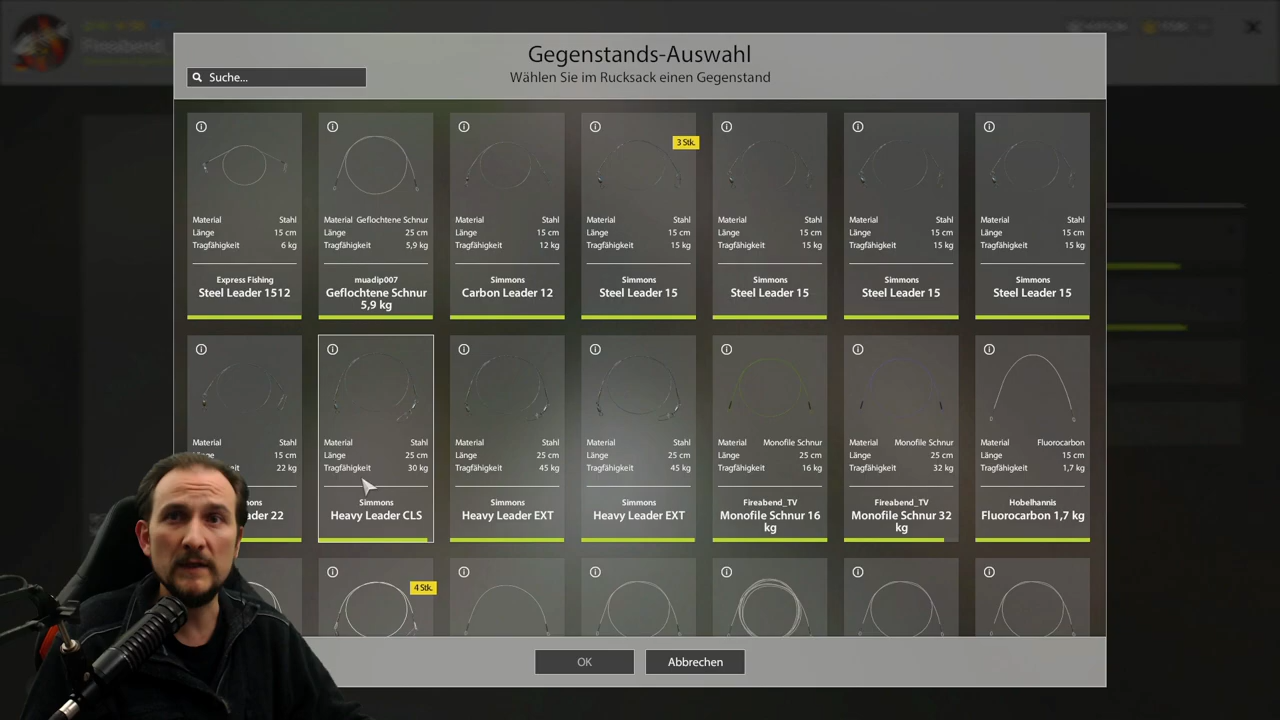 Fireabend
Gegenstands-Auswahl
Wählen Sie im Rucksack einen Gegenstand
Suche...
Material Stahl
Länge 15 cm
Tragfähigkeit 6 kg
Express Fishing
Steel Leader 1512
Material Geflochtene Schnur
Länge 25 cm
Tragfähigkeit 5,9 kg
muadip007
Geflochtene Schnur
5,9 kg
Material Stahl
Länge 15 cm
Tragfähigkeit 12 kg
Simmons
Carbon Leader 12
3 Stk.
Material Stahl
Länge 15 cm
Tragfähigkeit 15 kg
Simmons
Steel Leader 15
Material Stahl
Länge 15 cm
Tragfähigkeit 15 kg
Simmons
Steel Leader 15
Material Stahl
Länge 15 cm
Tragfähigkeit 15 kg
Simmons
Steel Leader 15
Material Stahl
Länge 15 cm
Tragfähigkeit 15 kg
Simmons
Steel Leader 15
Material Stahl
Länge 15 cm
keit 22 kg
ons
der 22
Material Stahl
Länge 25 cm
Tragfähigkeit 30 kg
Simmons
Heavy Leader CLS
Material Stahl
Länge 25 cm
Tragfähigkeit 45 kg
Simmons
Heavy Leader EXT
Material Stahl
Länge 25 cm
Tragfähigkeit 45 kg
Simmons
Heavy Leader EXT
Material Monofile Schnur
Länge 25 cm
Tragfähigkeit 16 kg
Fireabend_TV
Monofile Schnur 16
kg
Material Monofile Schnur
Länge 25 cm
Tragfähigkeit 32 kg
Fireabend_TV
Monofile Schnur 32
kg
Material Fluorocarbon
Länge 15 cm
Tragfähigkeit 1,7 kg
Hobelhannis
Fluorocarbon 1,7 kg
4 Stk.
OK
Abbrechen